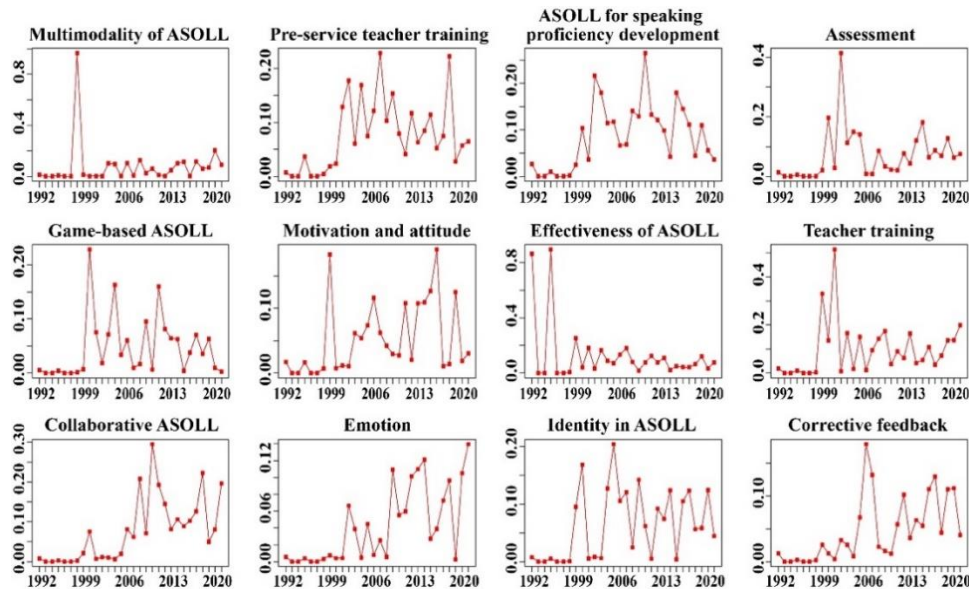 Multimodality of ASOLL
0.8
0.4
0.0
1992 1999 2006 2013 2020
Pre-service teacher training
0.20
0.10
0.00
1992 1999 2006 2013 2020
ASOLL for speaking
proficiency development
0.20
0.10
0.00
1992 1999 2006 2013 2020
Assessment
0.4
0.2
0.0
1992 1999 2006 2013 2020
Game-based ASOLL
0.20
0.10
0.00
1992 1999 2006 2013 2020
Motivation and attitude
0.10
0.00
1992 1999 2006 2013 2020
Effectiveness of ASOLL
0.8
0.4
0.0
1992 1999 2006 2013 2020
Teacher training
0.4
0.2
0.0
1992 1999 2006 2013 2020
Collaborative ASOLL
0.30
0.20
0.10
0.00
1992 1999 2006 2013 2020
Emotion
0.12
0.06
0.00
1992 1999 2006 2013 2020
Identity in ASOLL
0.20
0.10
0.00
1992 1999 2006 2013 2020
Corrective feedback
0.15
0.10
0.05
0.00
1992 1999 2006 2013 2020